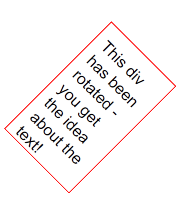 This div
has been
rotated -
you get
the idea
about the
text!